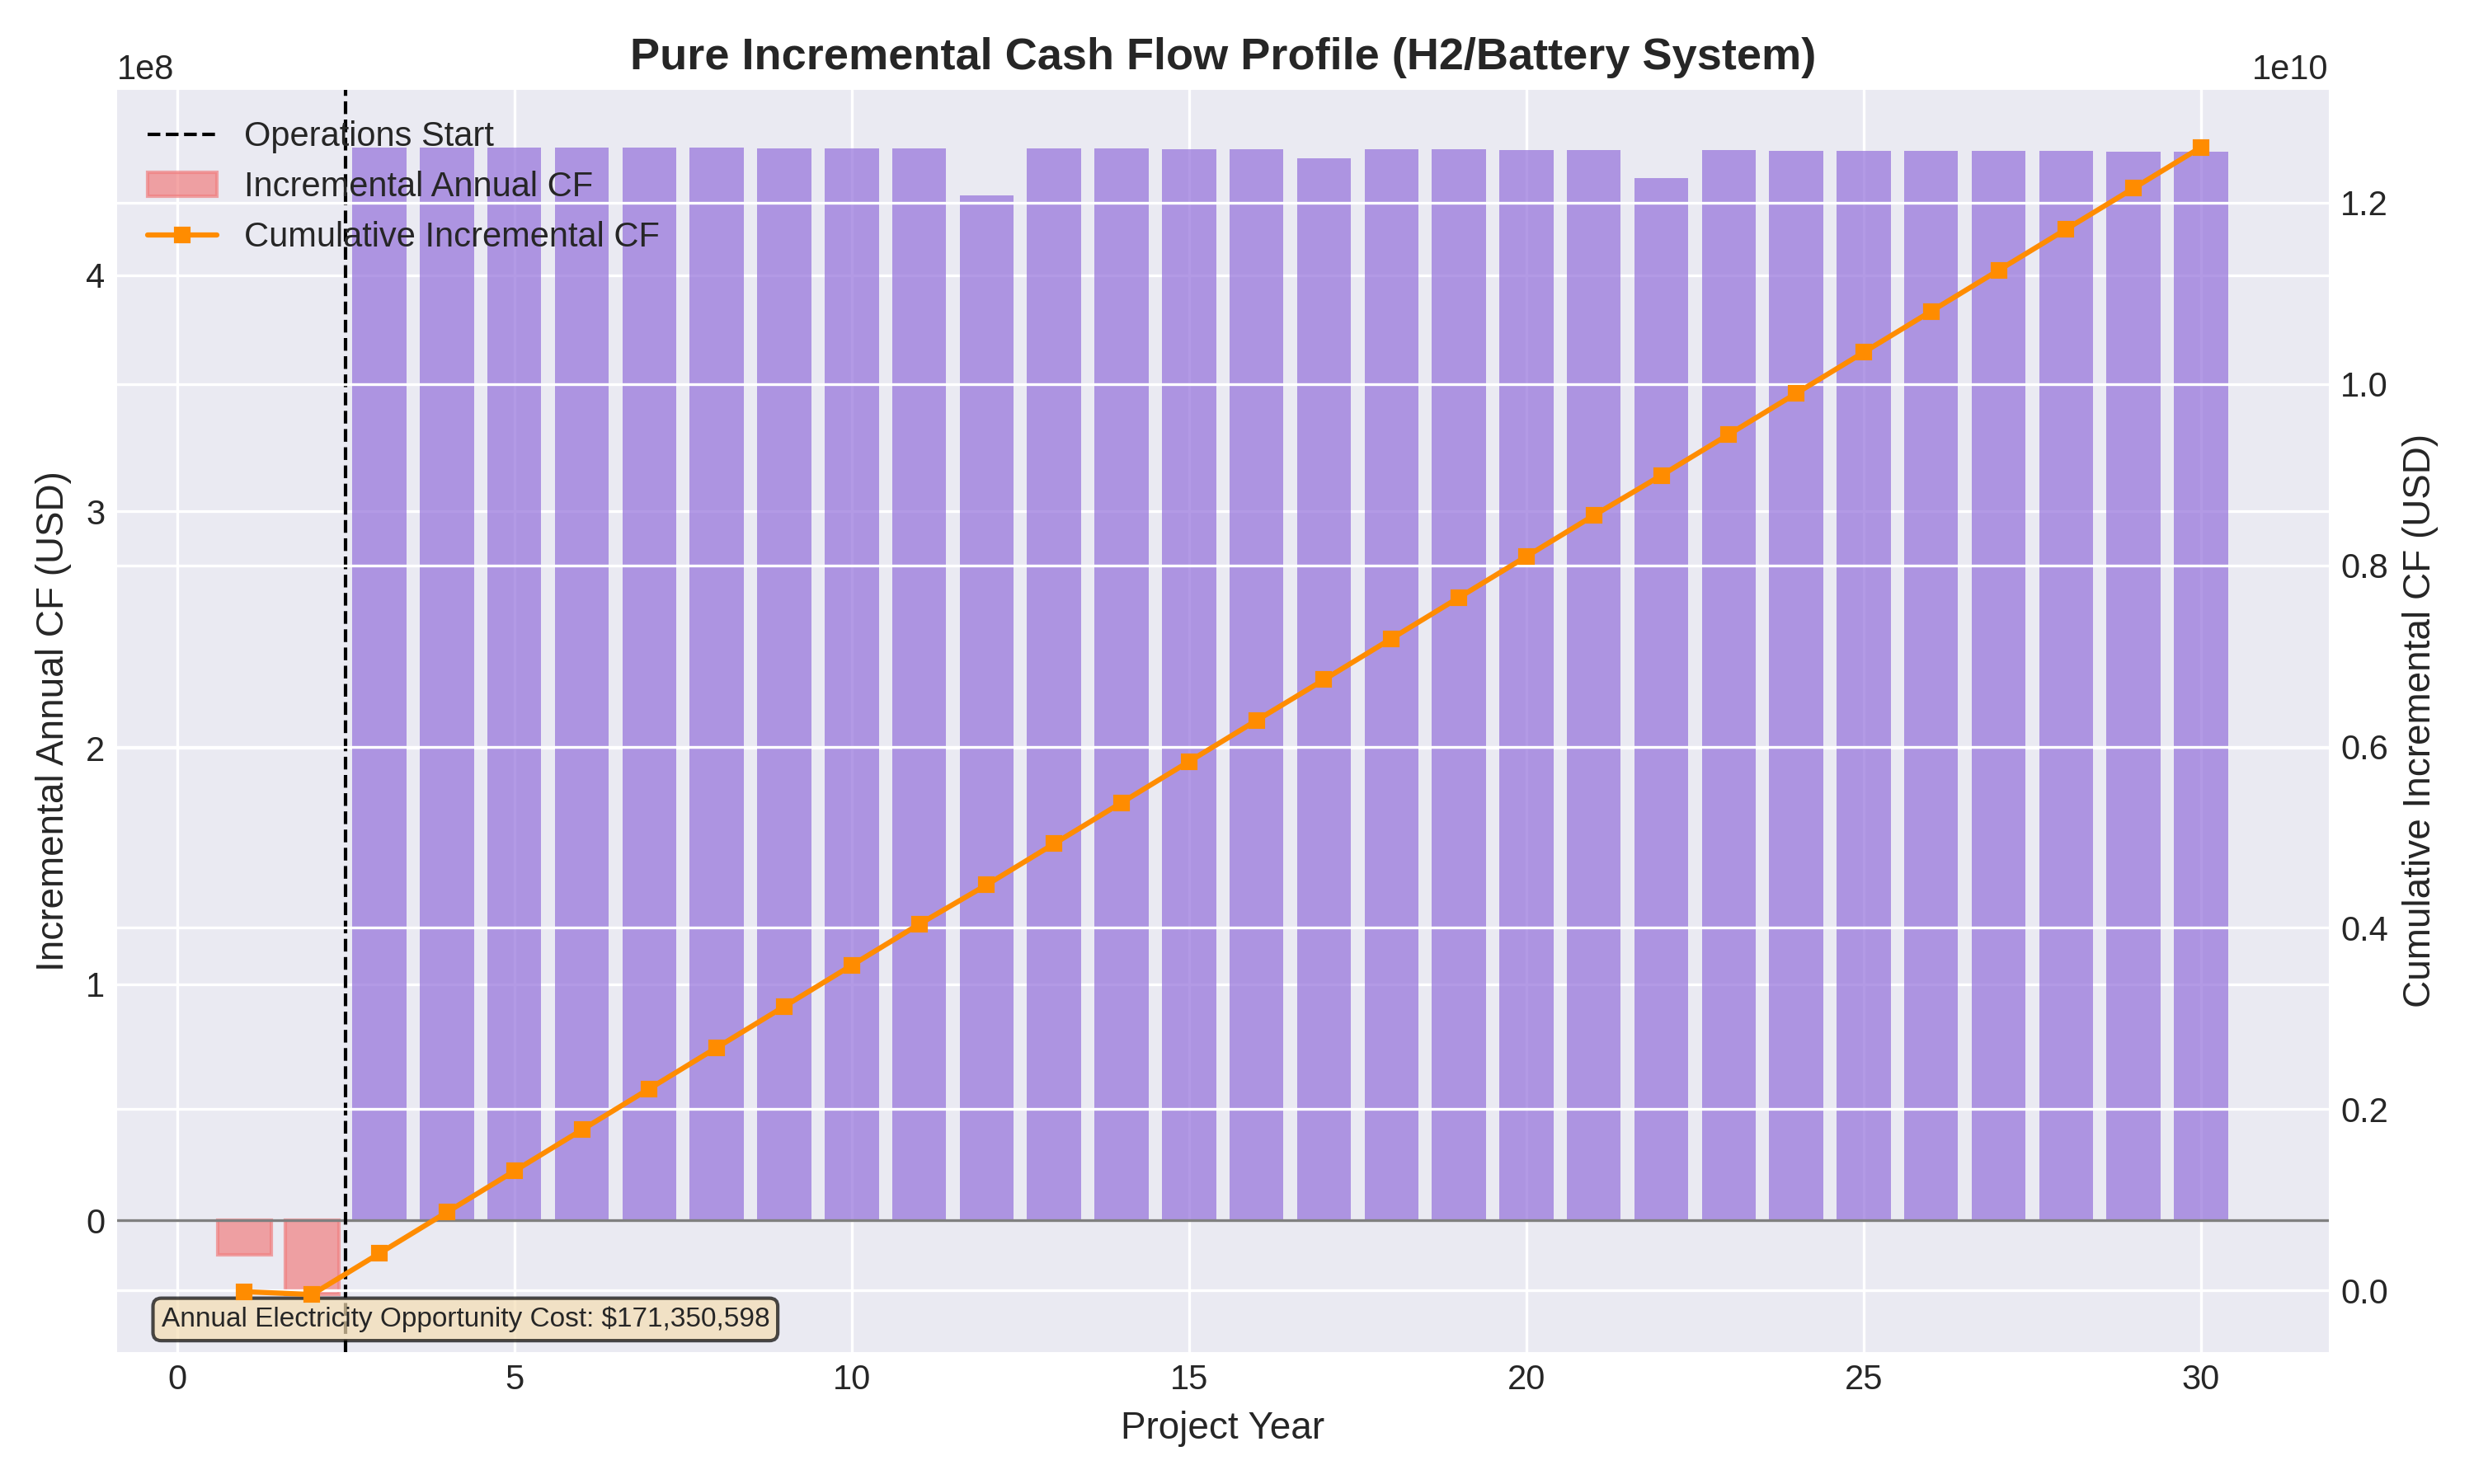 Pure Incremental Cash Flow Profile (H2/Battery System)
1e8
1e10
Operations Start
Incremental Annual CF
Cumulative Incremental CF
Incremental Annual CF (USD)
4
3
2
1
0
1.2
1.0
0.8
0.6
0.4
0.2
0.0
Cumulative Incremental CF (USD)
Annual Electricity Opportunity Cost: $171,350,598
0 5 10 15 20 25 30
Project Year